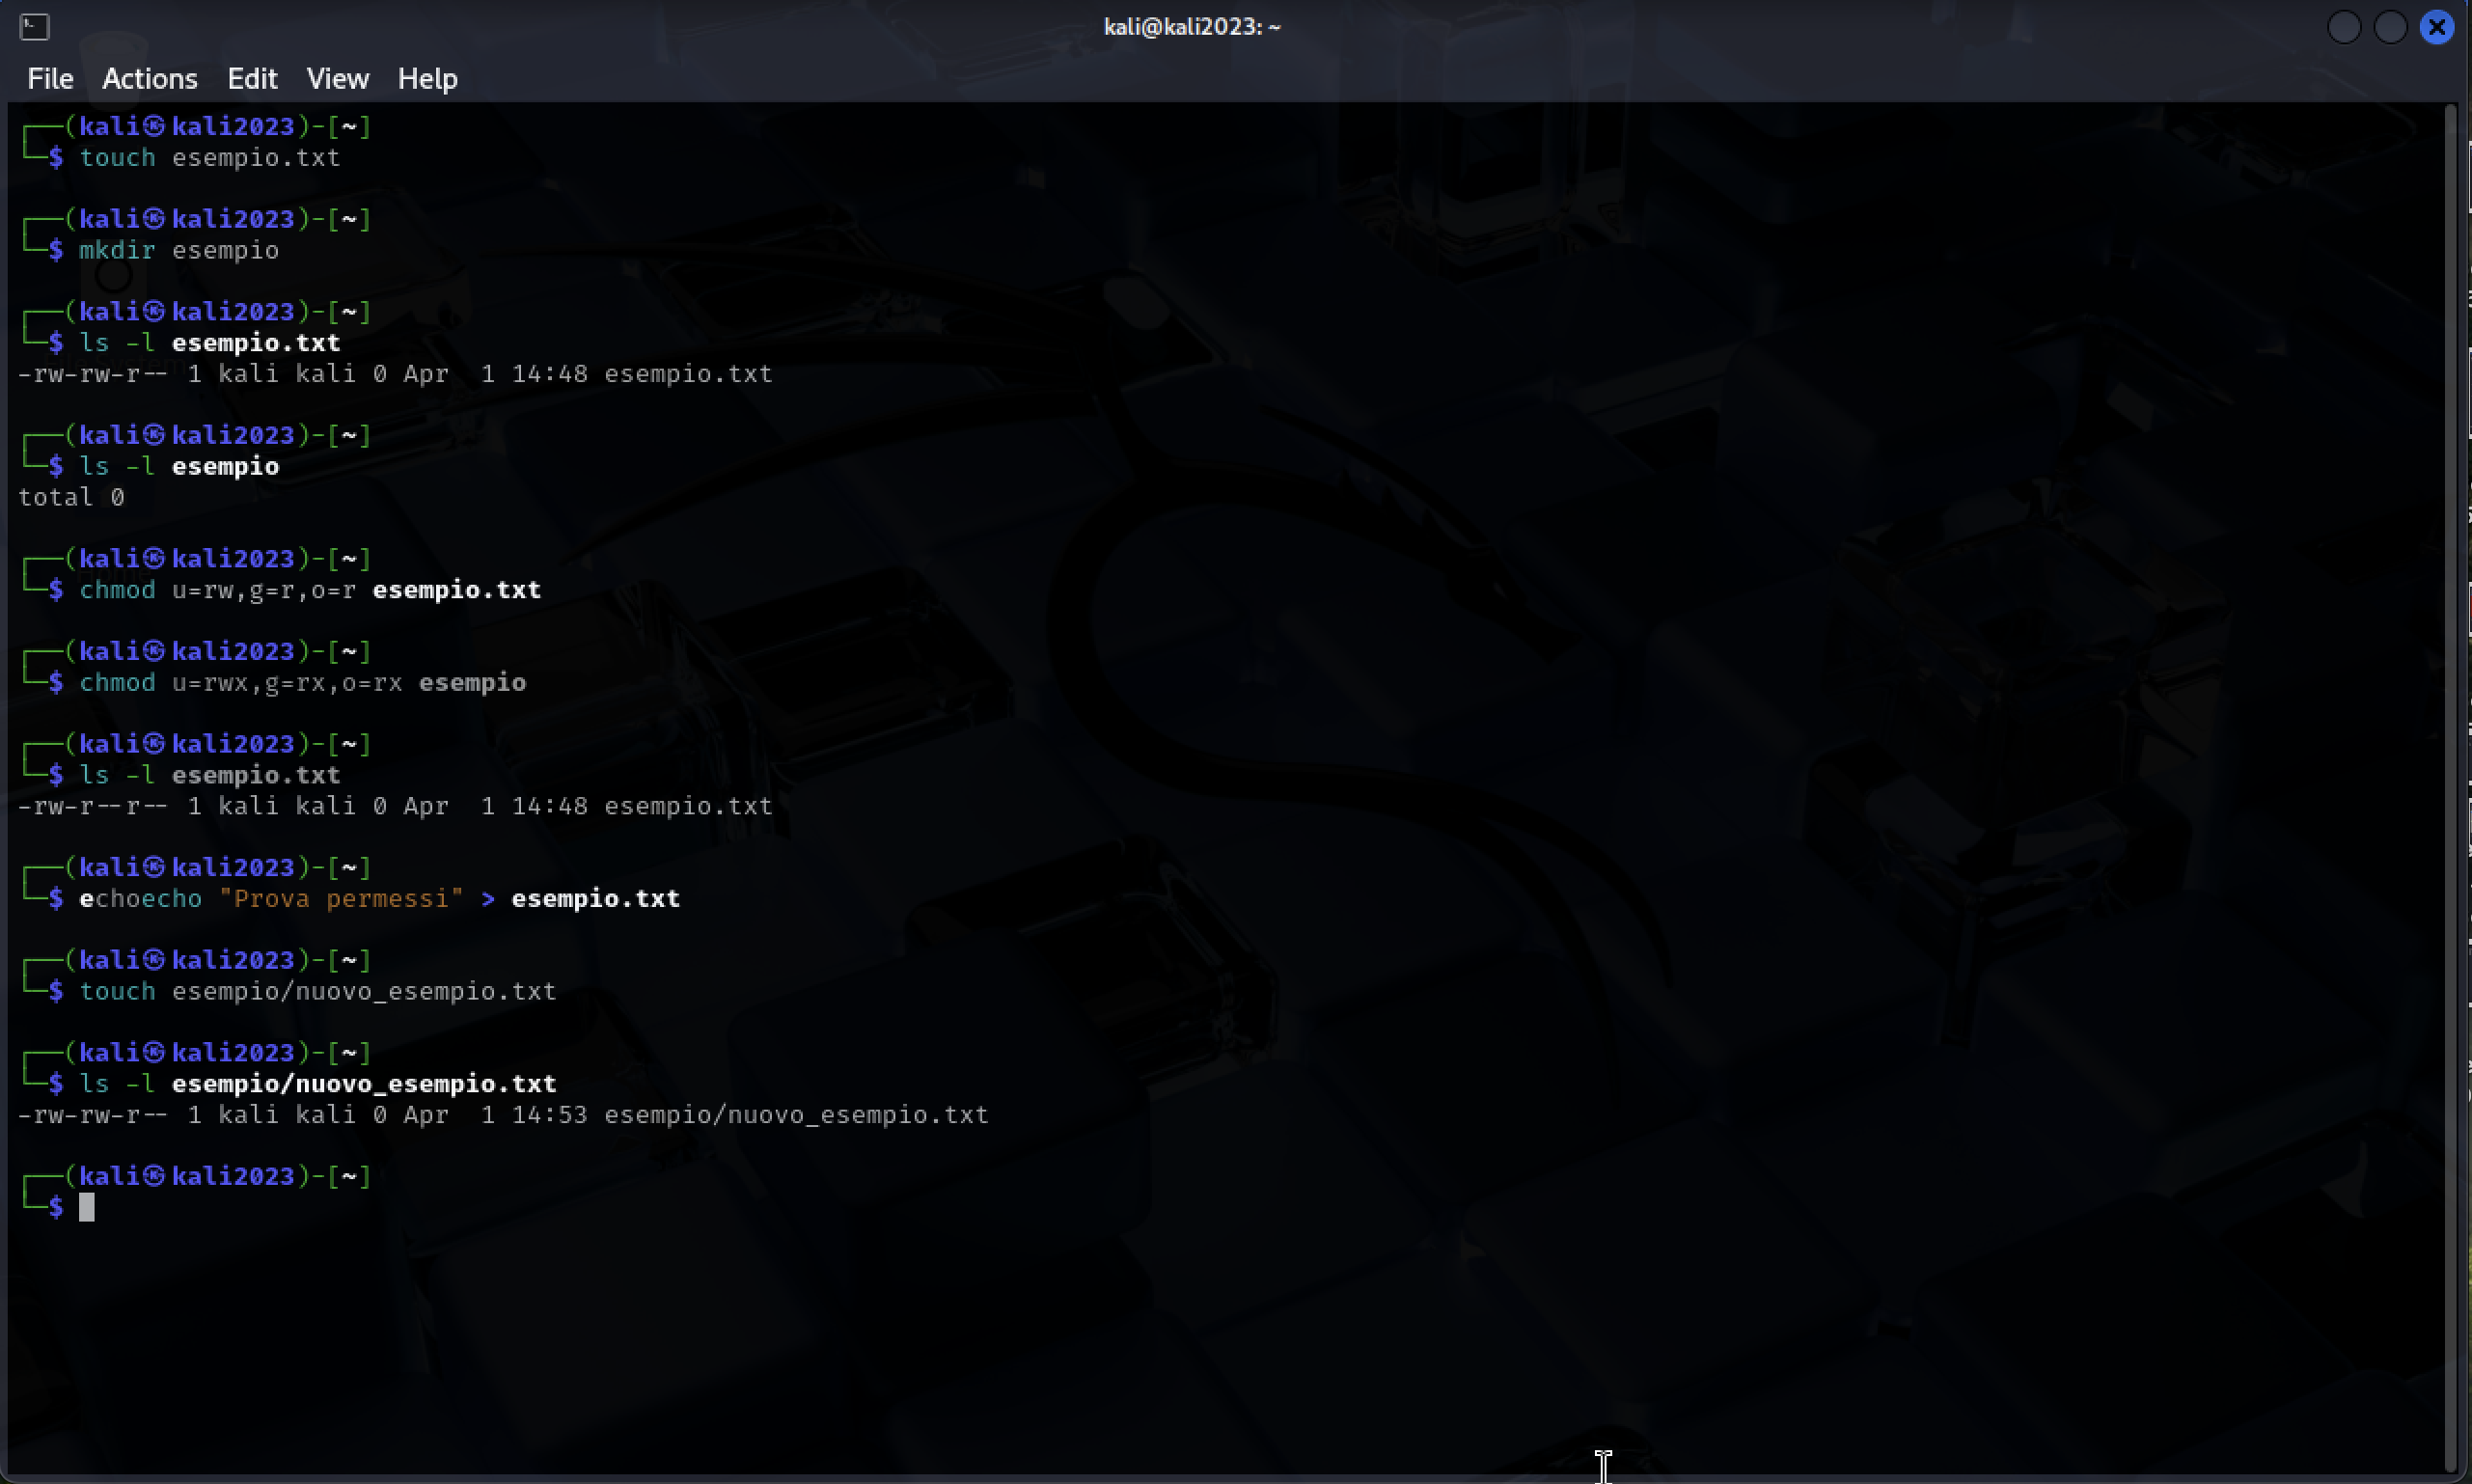 kali@kali2023: ~
File Actions Edit View Help
┌──(kali㉿kali2023)-[~]
└─$ touch esempio.txt
┌──(kali㉿kali2023)-[~]
└─$ mkdir esempio
┌──(kali㉿kali2023)-[~]
└─$ ls -l esempio.txt
-rw-rw-r-- 1 kali kali 0 Apr  1 14:48 esempio.txt
┌──(kali㉿kali2023)-[~]
└─$ ls -l esempio
total 0
┌──(kali㉿kali2023)-[~]
└─$ chmod u=rw,g=r,o=r esempio.txt
┌──(kali㉿kali2023)-[~]
└─$ chmod u=rwx,g=rx,o=rx esempio
┌──(kali㉿kali2023)-[~]
└─$ ls -l esempio.txt
-rw-r--r-- 1 kali kali 0 Apr  1 14:48 esempio.txt
┌──(kali㉿kali2023)-[~]
└─$ echoecho "Prova permessi" > esempio.txt
┌──(kali㉿kali2023)-[~]
└─$ touch esempio/nuovo_esempio.txt
┌──(kali㉿kali2023)-[~]
└─$ ls -l esempio/nuovo_esempio.txt
-rw-rw-r-- 1 kali kali 0 Apr  1 14:53 esempio/nuovo_esempio.txt
┌──(kali㉿kali2023)-[~]
└─$